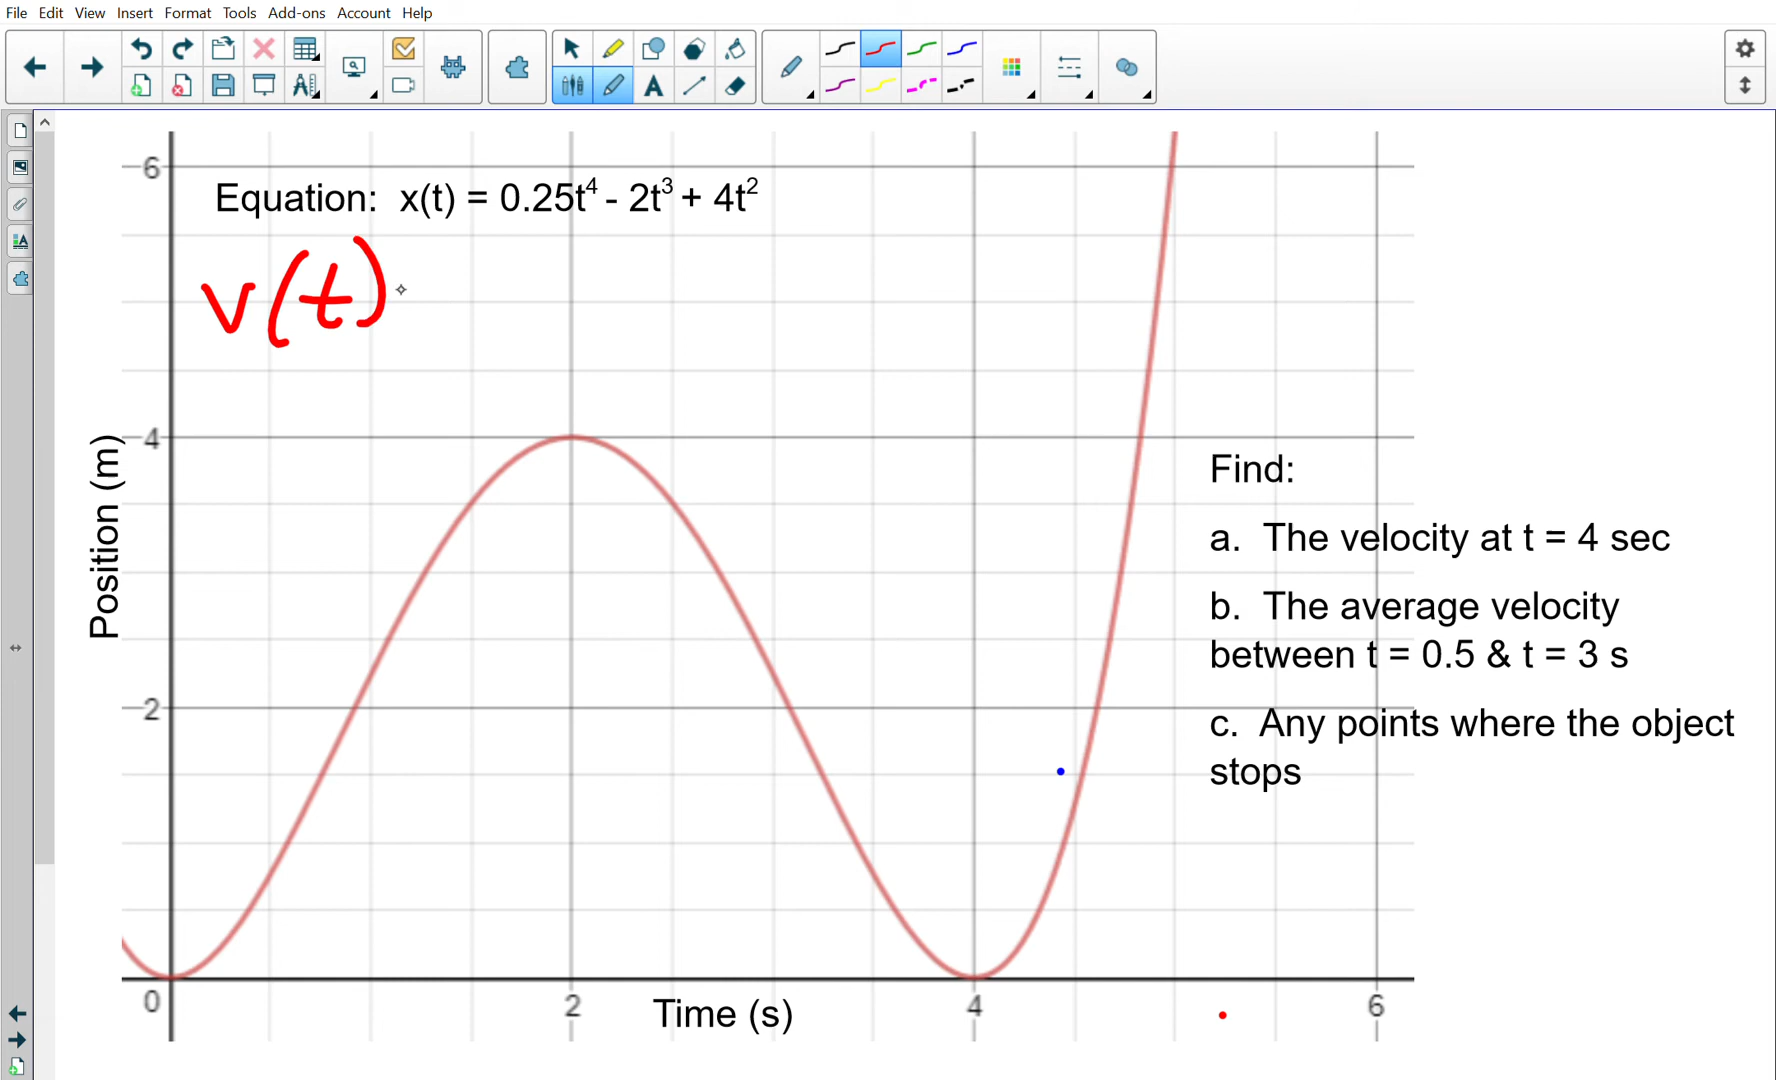 File Edit View Insert Format Tools Add-ons Account Help
6
Equation: x(t) = 0.25t⁴ - 2t³ + 4t²
v(t)
4
Position (m)
Find:
a. The velocity at t = 4 sec
b. The average velocity
between t = 0.5 & t = 3 s
2
c. Any points where the object
stops
0
2
Time (s)
4
6